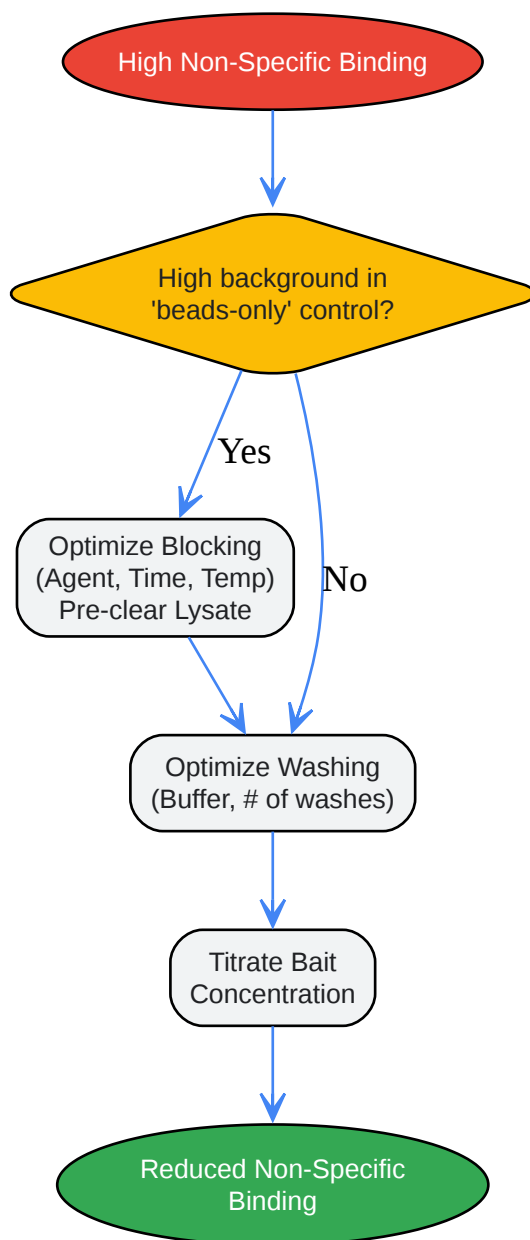 High Non-Specific Binding
High background in
'beads-only' control?
Yes
Optimize Blocking
(Agent, Time, Temp)
Pre-clear Lysate
No
Optimize Washing
(Buffer, # of washes)
Titrate Bait
Concentration
Reduced Non-Specific
Binding